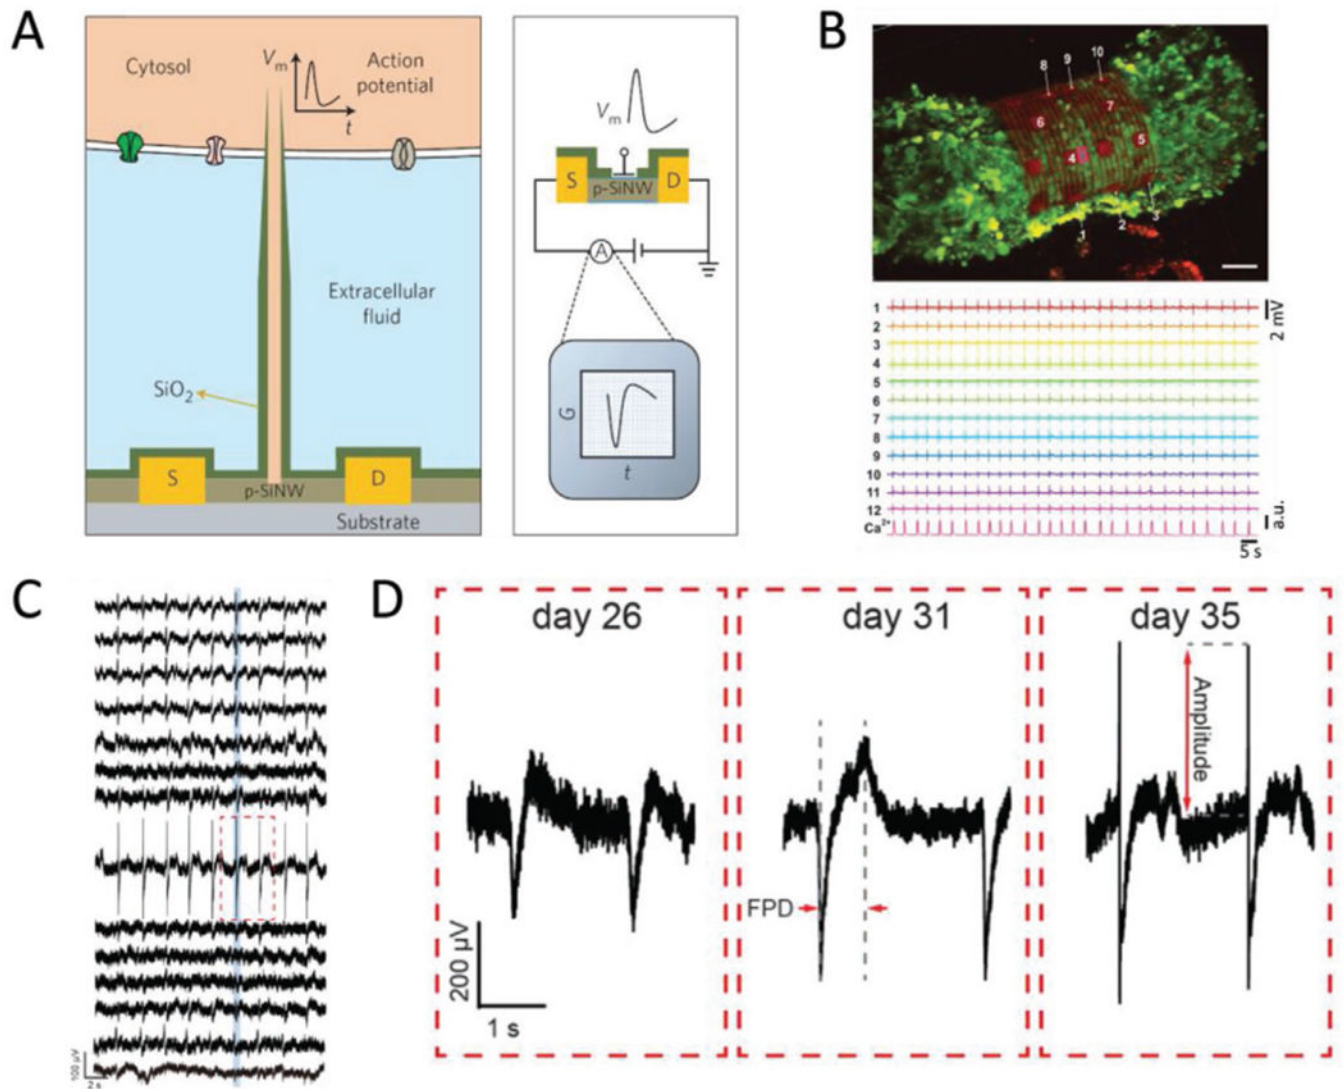 A
Cytosol
Vm
t
Action
potential
Extracellular
fluid
SiO2
S
p-SiNW
D
Substrate
Vm
S
p-SiNW
D
A
G
t
B
8
9
10
7
6
5
4
3
2
1
1
2
3
4
5
6
7
8
9
10
11
12
Ca2+
2 mV
a.u.
5 s
C
100 µV
2 s
D
day 26
day 31
day 35
Amplitude
FPD
200 µV
1 s